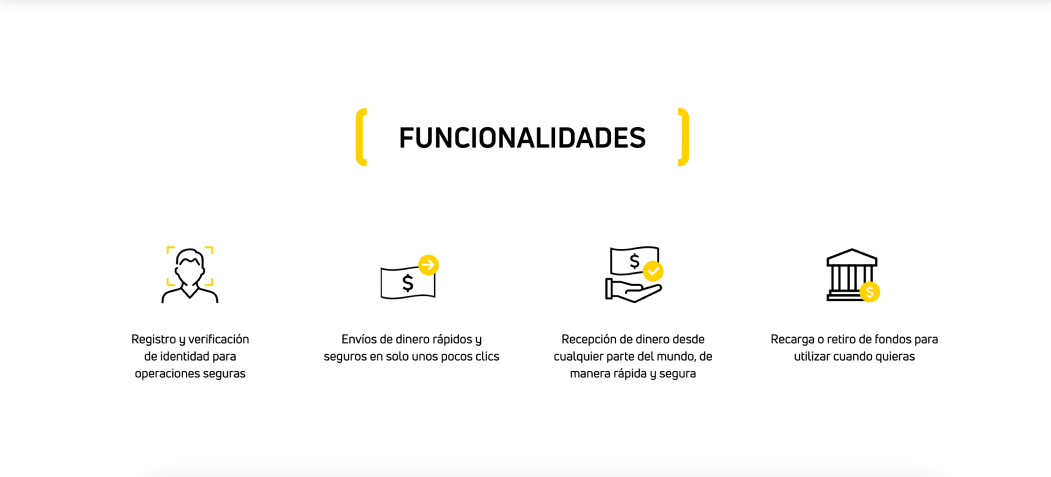 FUNCIONALIDADES
$
$
$
Registro y verificación
de identidad para
operaciones seguras
Envíos de dinero rápidos y
seguros en solo unos pocos clics
Recepción de dinero desde
cualquier parte del mundo, de
manera rápida y segura
Recarga o retiro de fondos para
utilizar cuando quieras